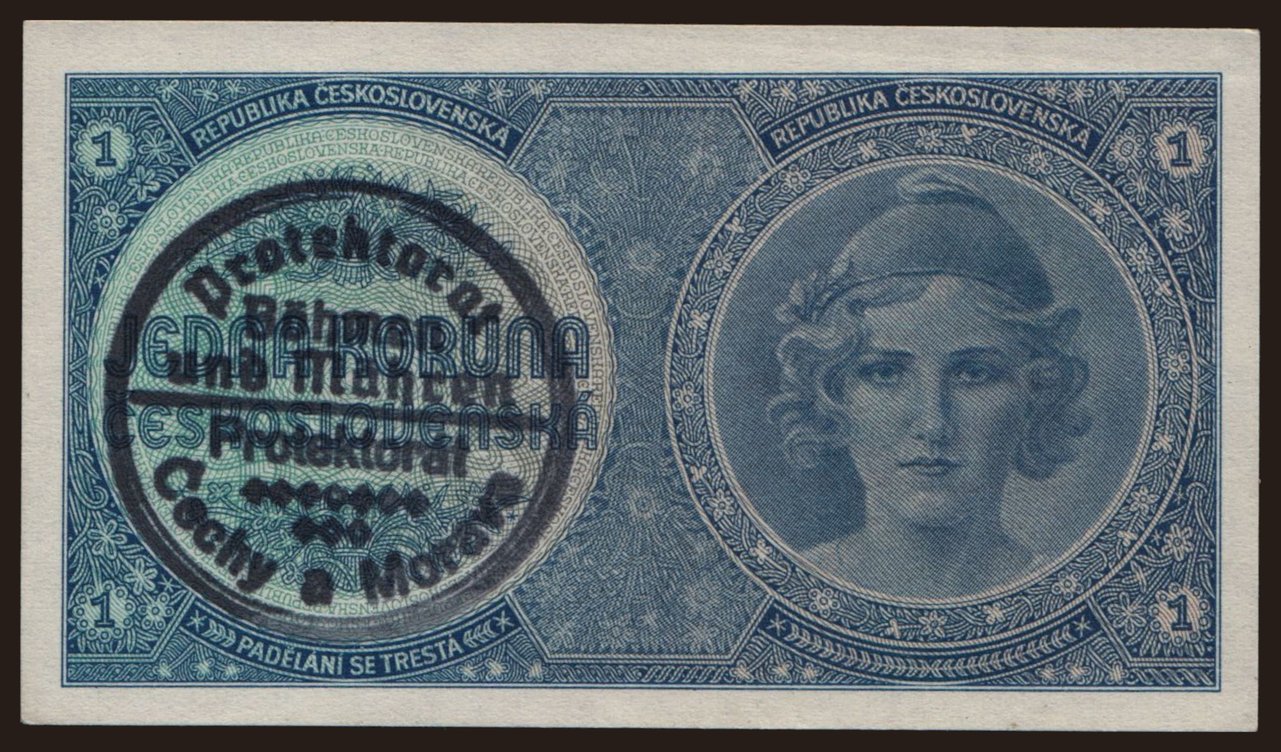 REPUBLIKA ČESKOSLOVENSKÁ
REPUBLIKA ČESKOSLOVENSKÁ
1
1
Protektorat
Böhmen
und Mähren
JEDNA KORUNA
ČESKOSLOVENSKÁ
Protektorát
Čechy a Morava
1
1
PADĚLÁNÍ SE TRESTÁ